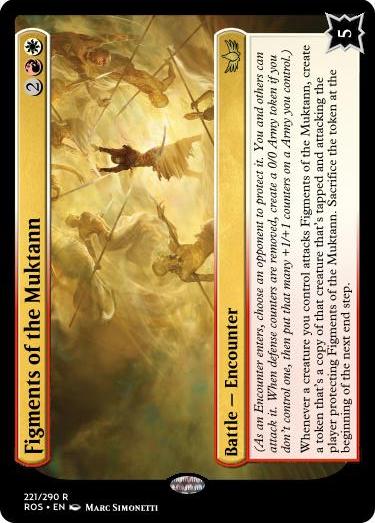 Figments of the Muktann 2
Battle – Encounter
(As an Encounter enters, choose an opponent to protect it. You and others can
attack it. When defense counters are removed, create a 0/0 Army token if you
don't control one, then put that many +1/+1 counters on a Army you control.)
Whenever a creature you control attacks Figments of the Muktann, create
a token that's a copy of that creature that's tapped and attacking the
player protecting Figments of the Muktann. Sacrifice the token at the
beginning of the next end step.
5
221/290 R
ROS • EN Marc Simonetti